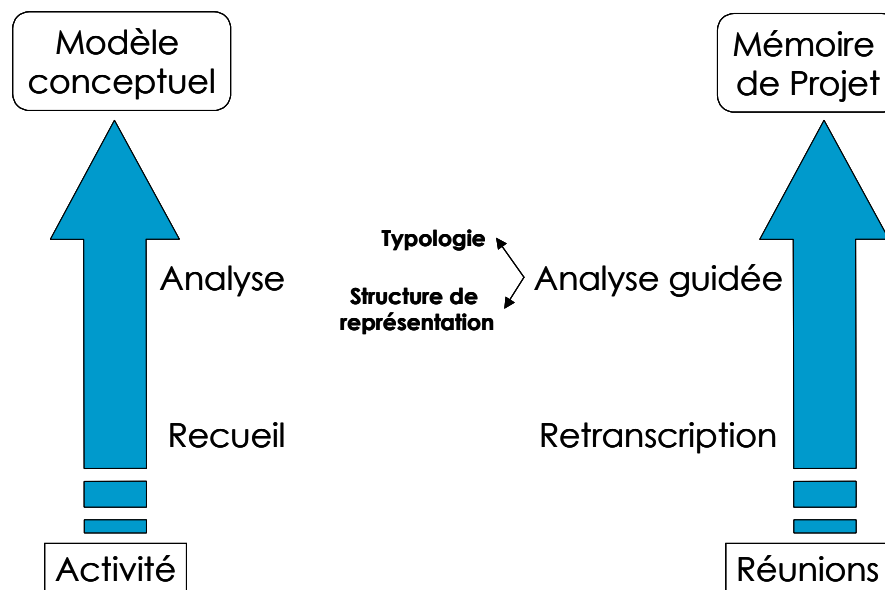 Modèle
conceptuel
Mémoire
de Projet
Typologie
Analyse
Analyse guidée
Structure de
représentation
Recueil
Retranscription
Activité
Réunions